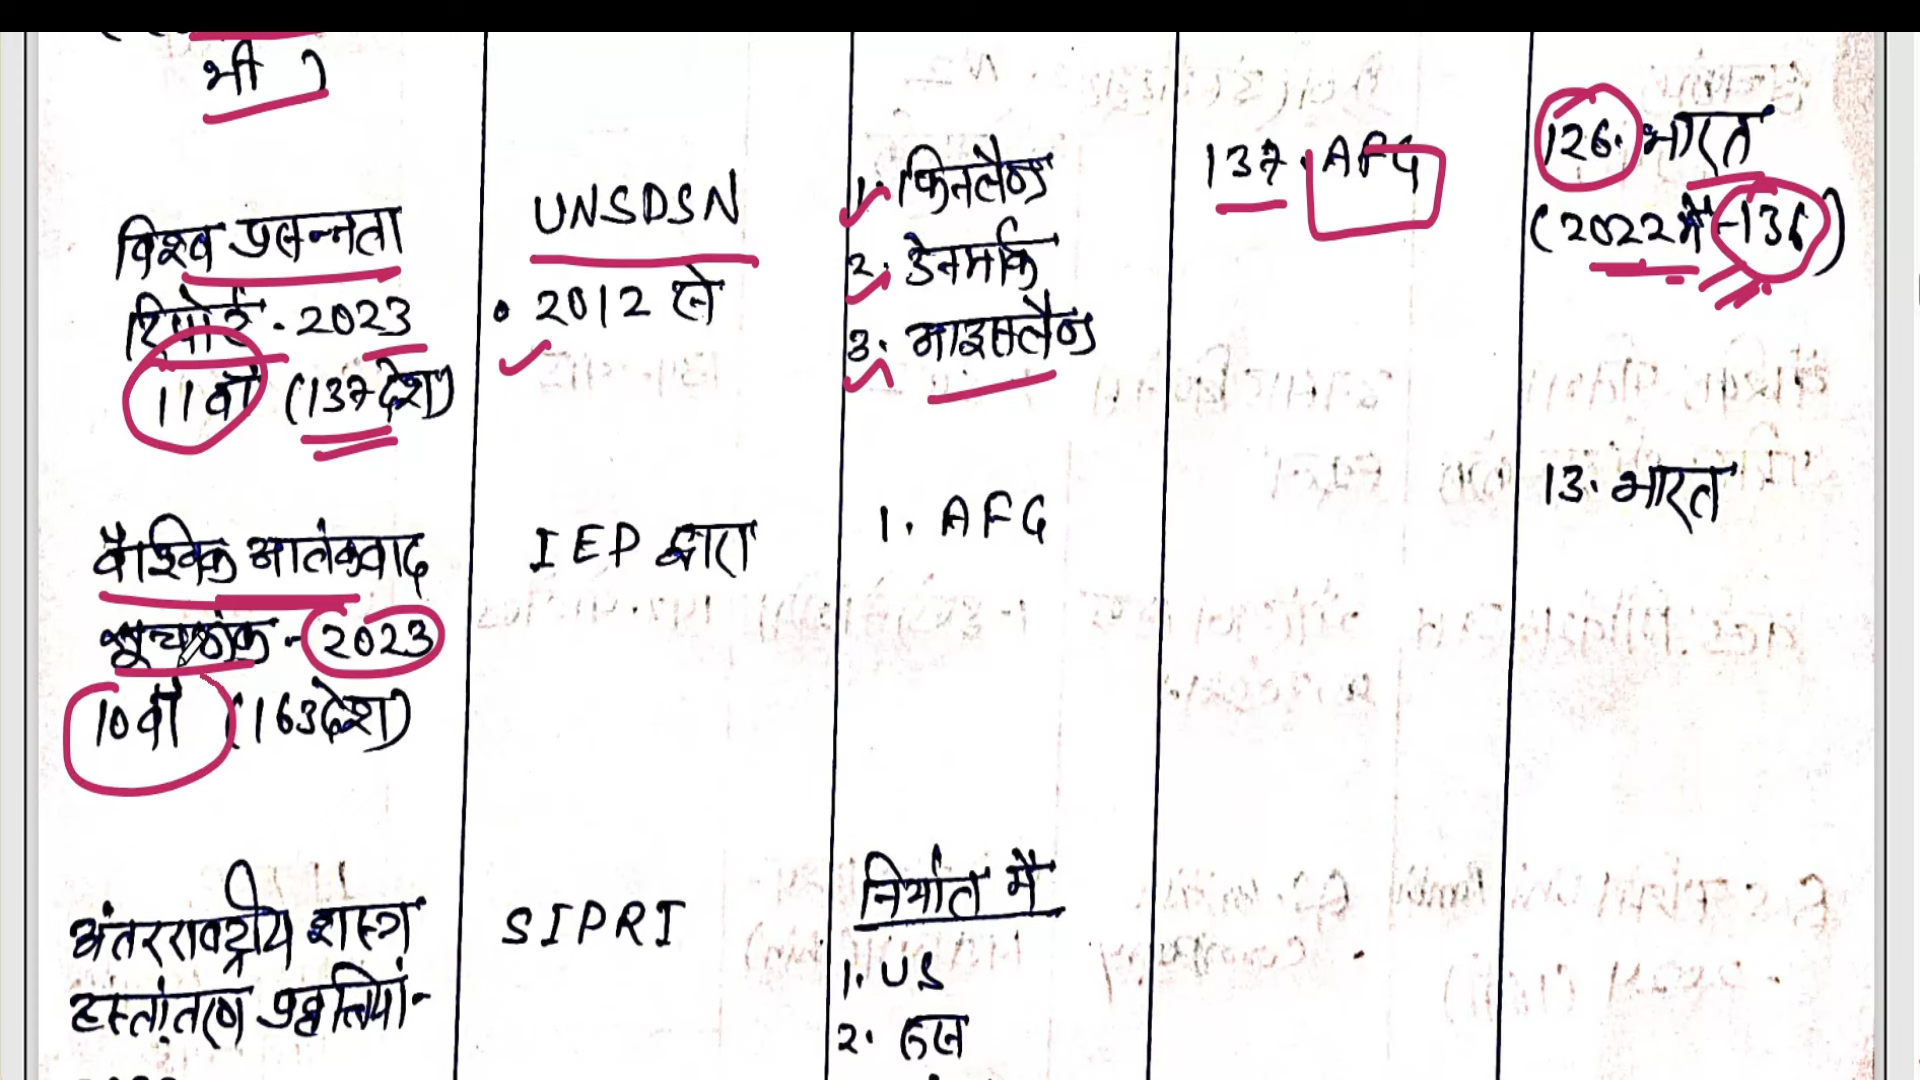 भी )
विश्व प्रसन्नता
रिपोर्ट - 2023
11वीं (137 देश)
UNSDSN
• 2012 से
1. फिनलैण्ड
2. डेनमार्क
3. आइसलैण्ड
137. AFG
126. भारत
(2022 में -136)
वैश्विक आतंकवाद
सूचकांक - 2023
10वाँ (163 देश)
IEP द्वारा
1. AFG
13. भारत
अंतरराष्ट्रीय शस्त्र
हस्तांतरण प्रवृत्तियां-
SIPRI
निर्यात में
1. US
2. रूस